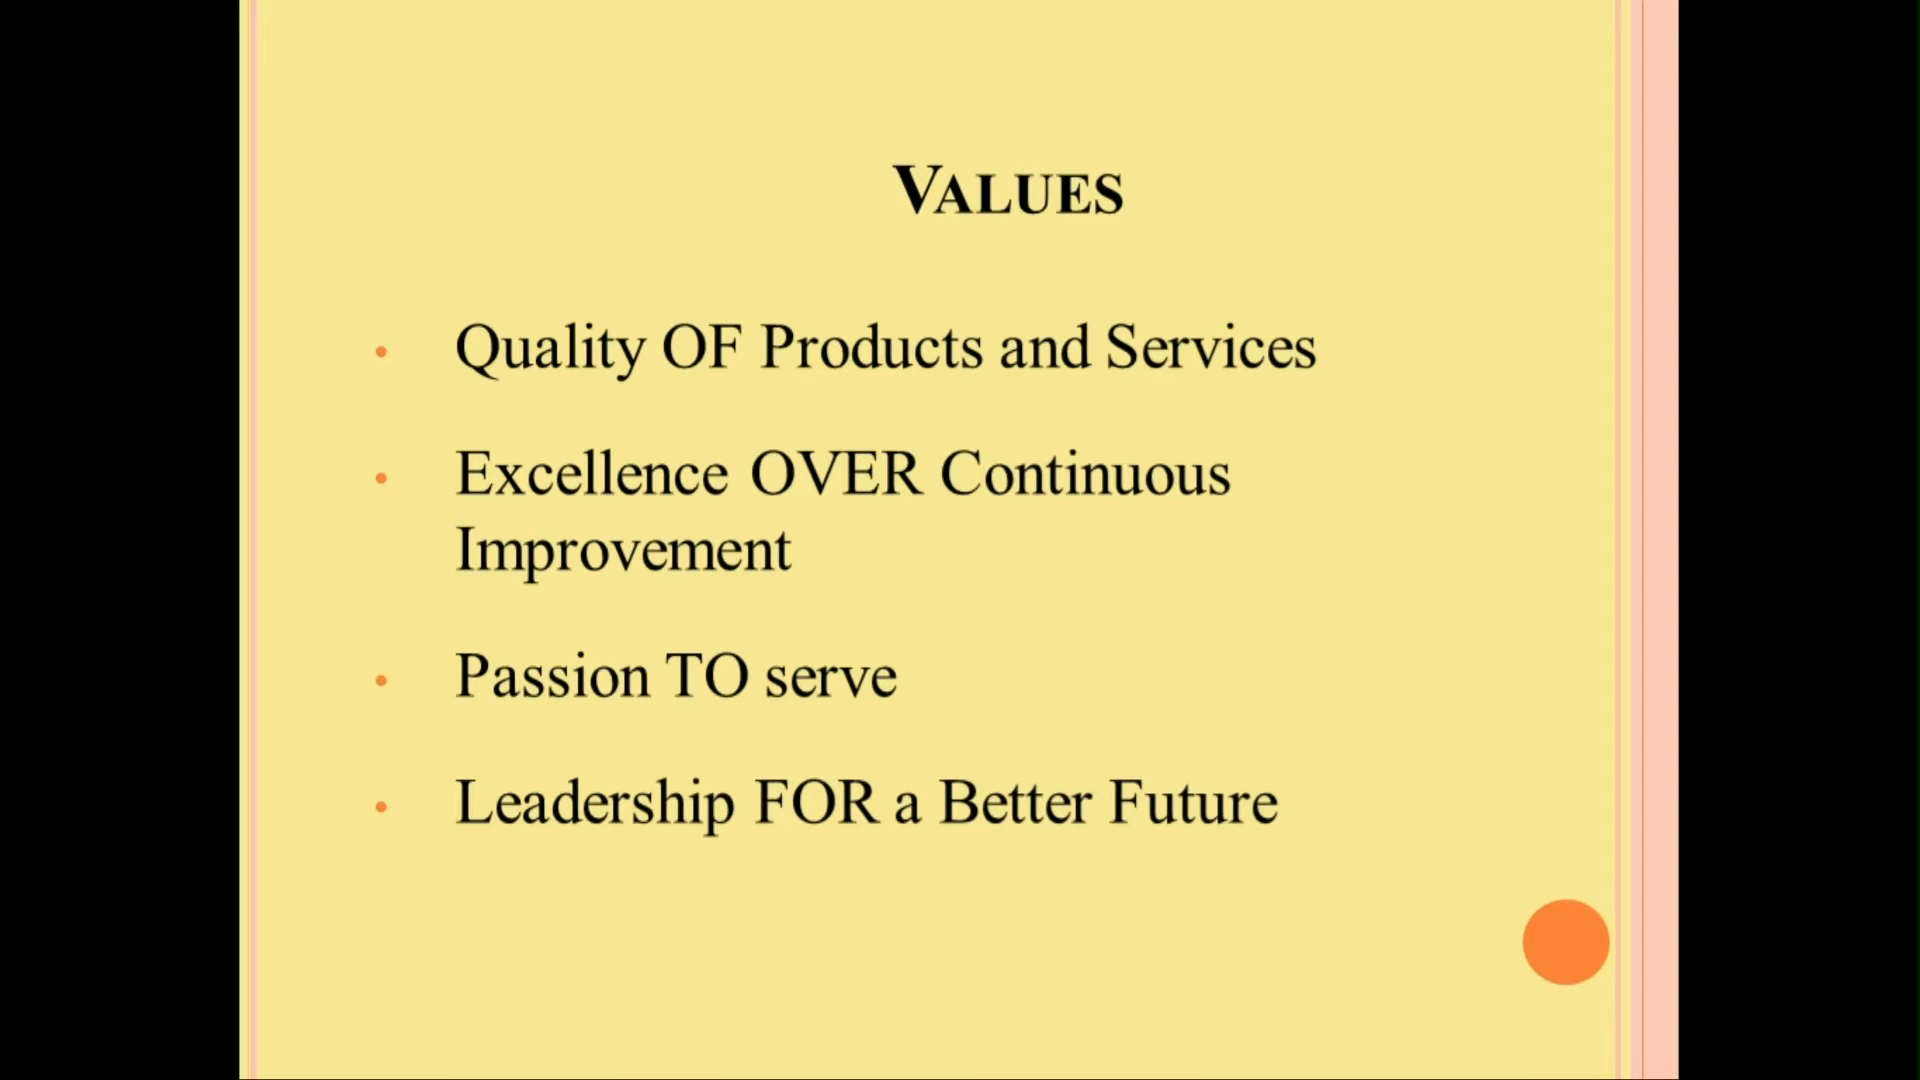 VALUES
• Quality OF Products and Services
• Excellence OVER Continuous
Improvement
• Passion TO serve
• Leadership FOR a Better Future